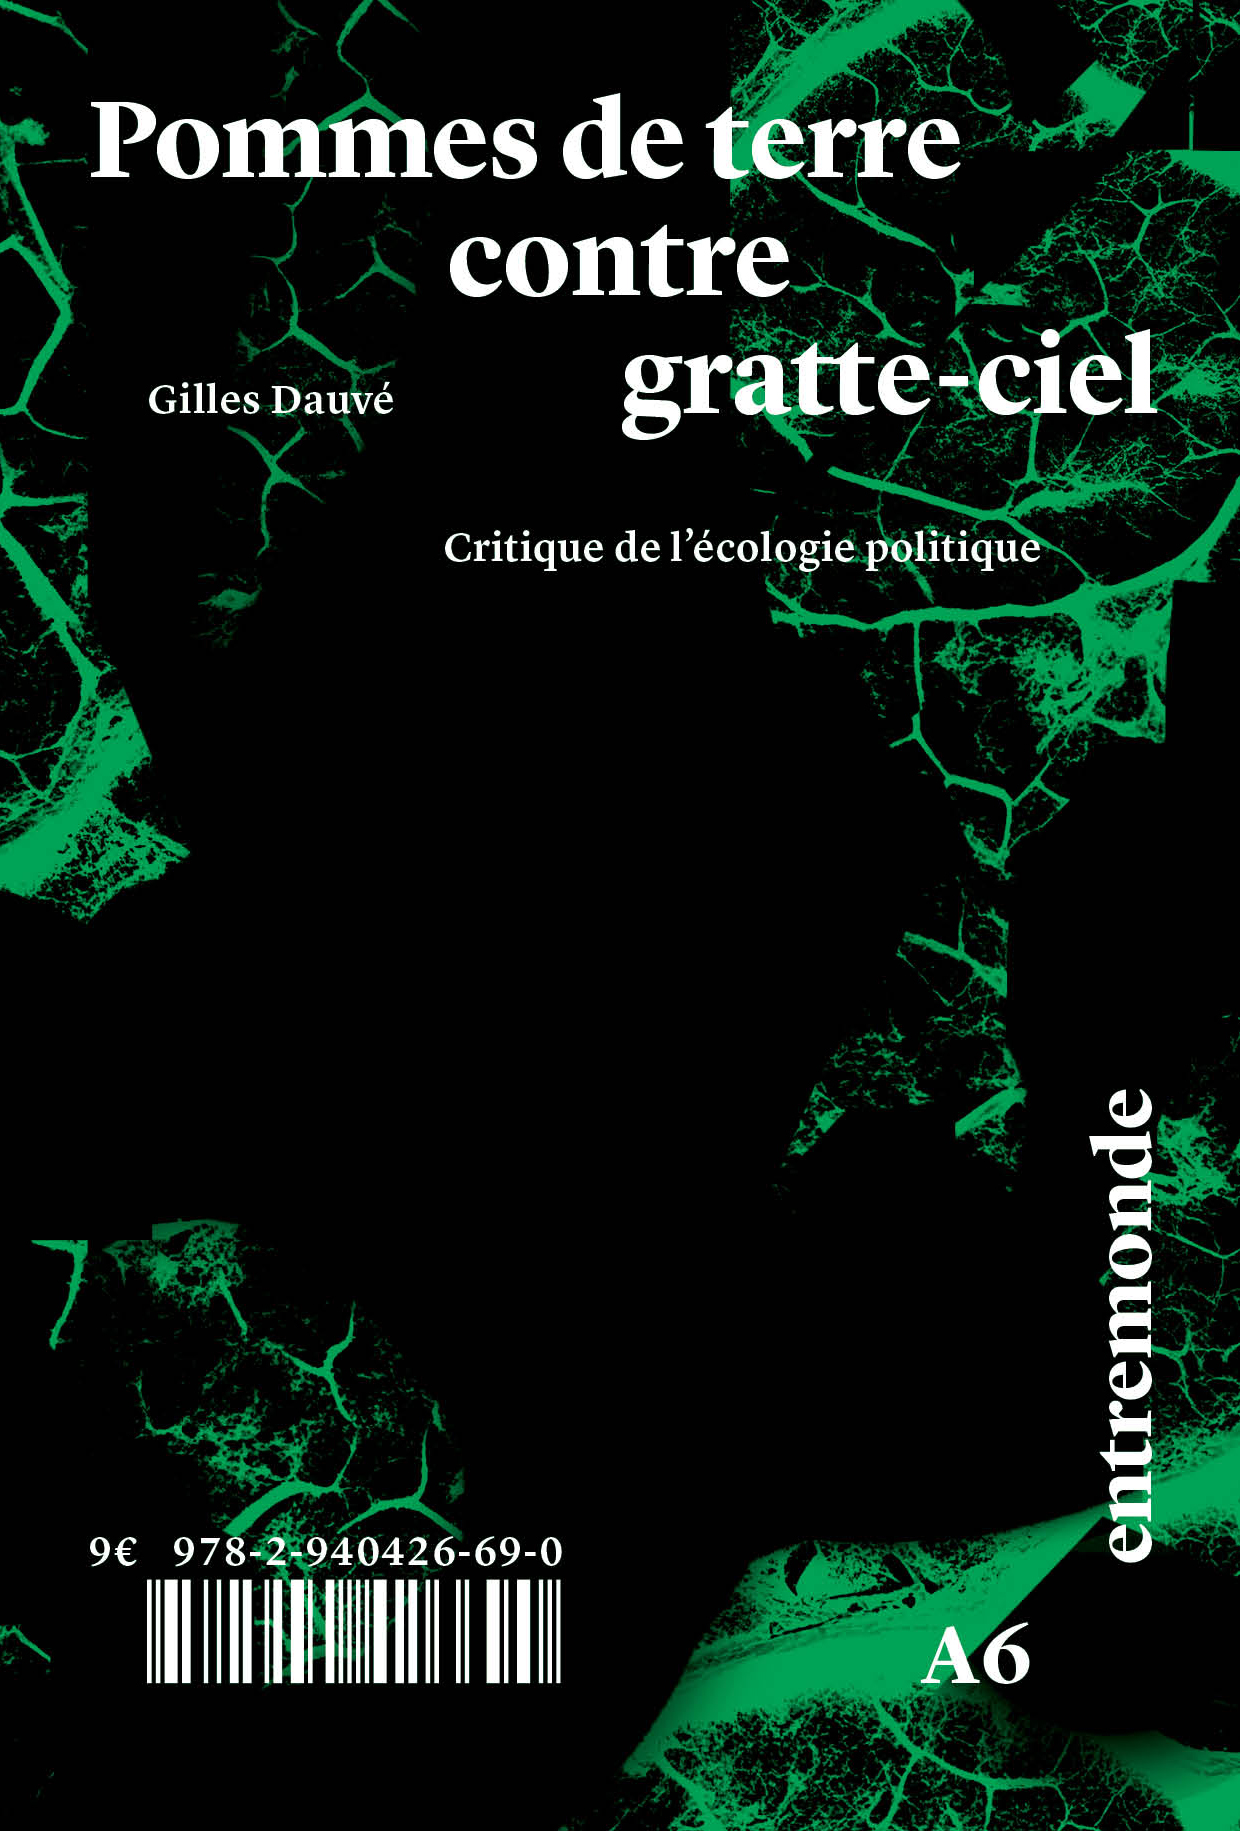 Pommes de terre
contre
gratte-ciel
Gilles Dauvé
Critique de l’écologie politique
entremonde
9€ 978-2-940426-69-0
A6